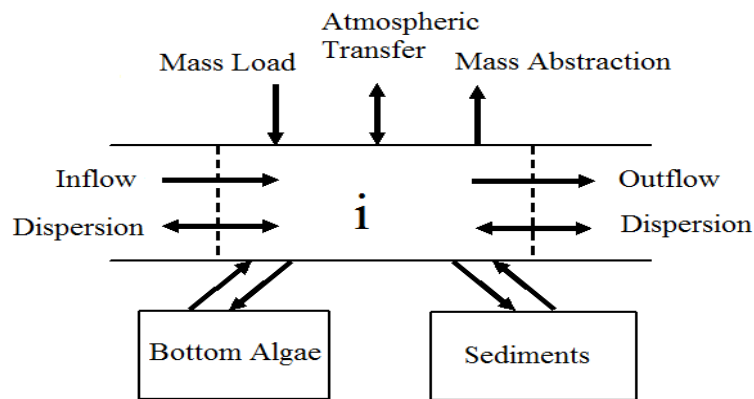 Atmospheric
Transfer
Mass Load
Mass Abstraction
Inflow
Outflow
i
Dispersion
Dispersion
Bottom Algae
Sediments